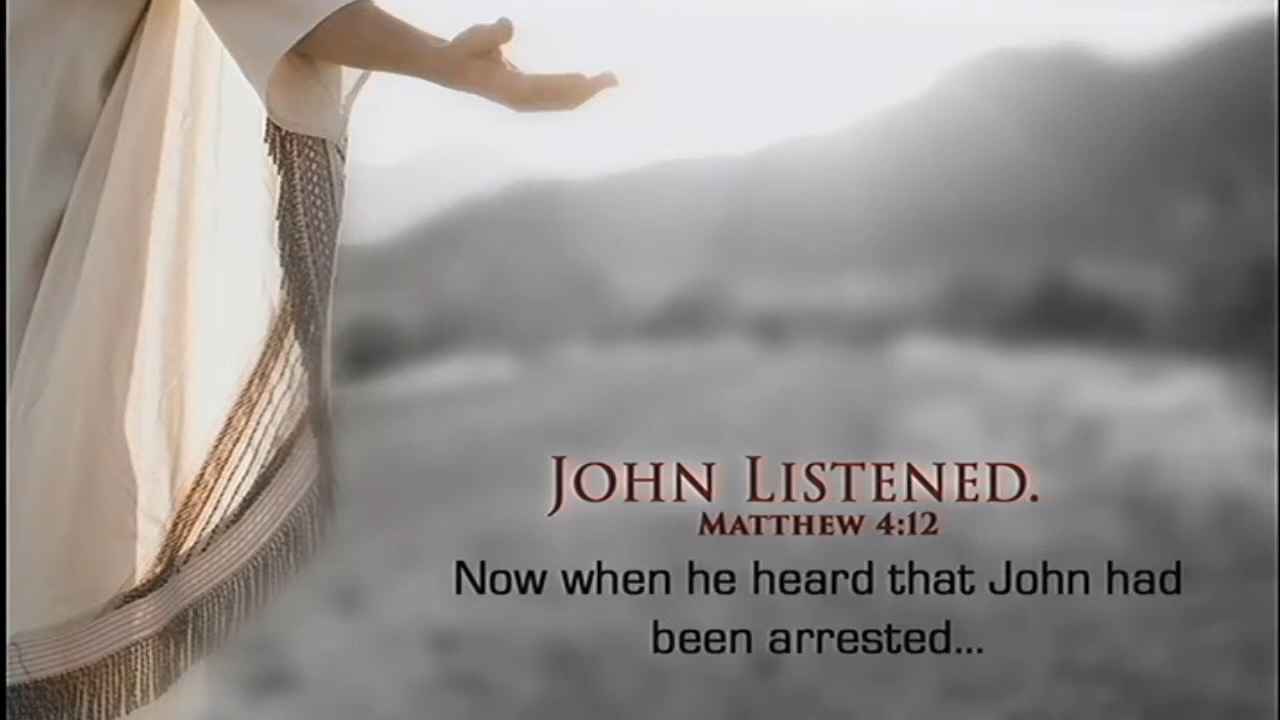 John Listened.
Matthew 4:12
Now when he heard that John had
been arrested...